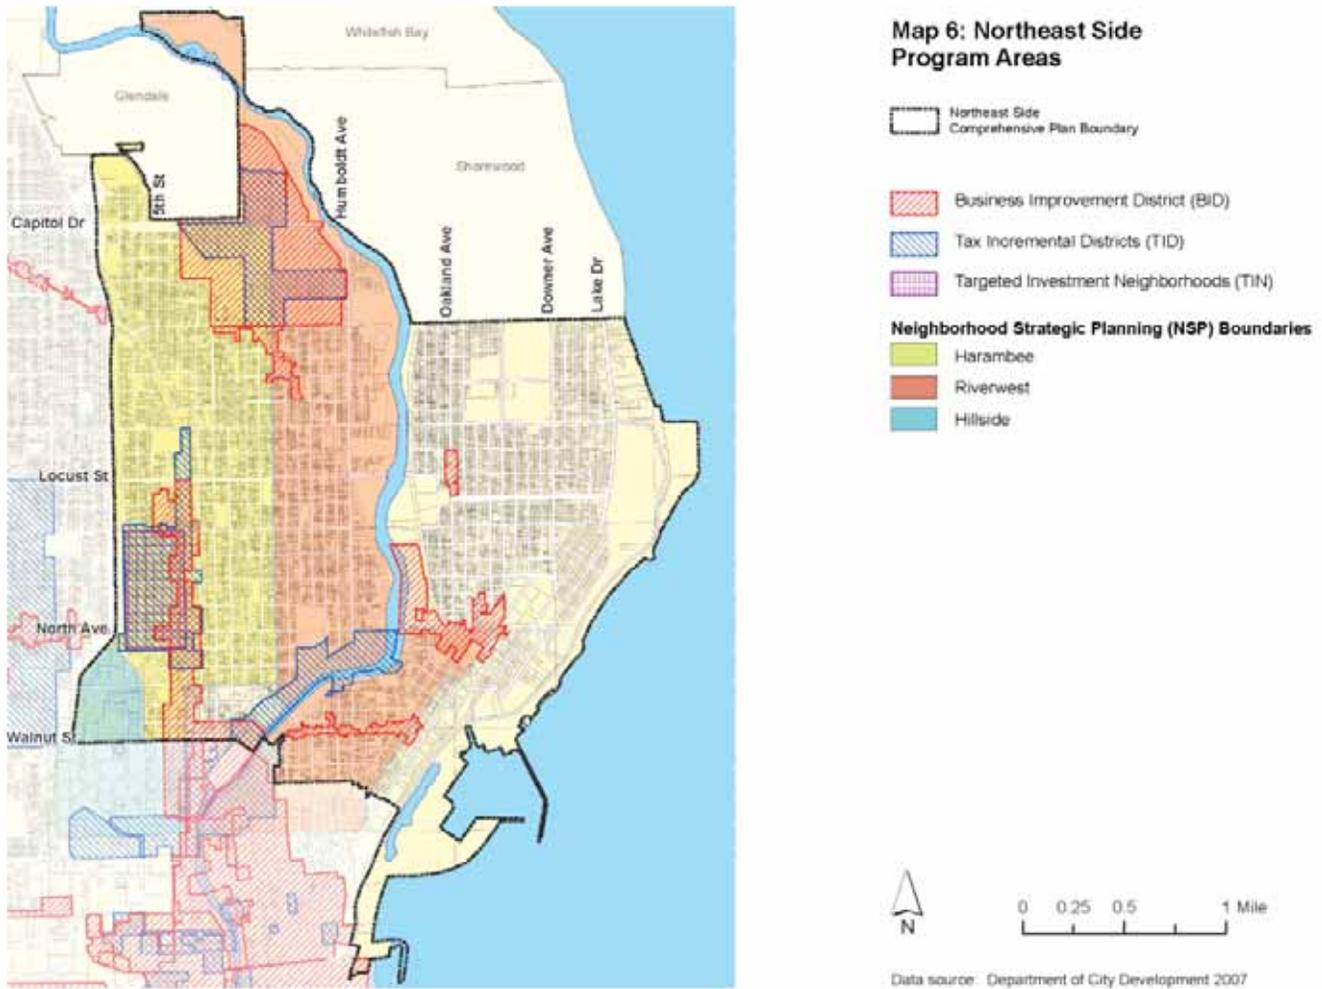 Map 6: Northeast Side
Program Areas
Northeast Side
Comprehensive Plan Boundary
Business Improvement District (BID)
Tax Incremental Districts (TID)
Targeted Investment Neighborhoods (TIN)
Neighborhood Strategic Planning (NSP) Boundaries
Harambee
Riverwest
Hillside
Whitefish Bay
Glendale
Shorewood
Humboldt Ave
5th St
Capitol Dr
Oakland Ave
Downer Ave
Lake Dr
Locust St
North Ave
Walnut St
N
0 0.25 0.5 1 Mile
Data source: Department of City Development 2007